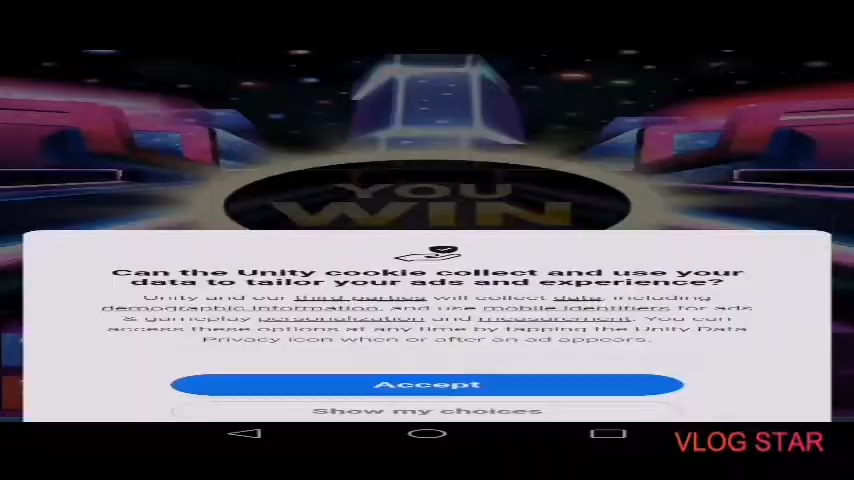 YOU
WIN
Can the Unity cookie collect and use your
data to tailor your ads and experience?
Unity and our third parties will collect data, including
demographic information, and use mobile identifiers for ads
& gameplay personalization and measurement. You can
access these options at any time by tapping the Unity Data
Privacy icon when or after an ad appears.
Accept
Show my choices
VLOG STAR